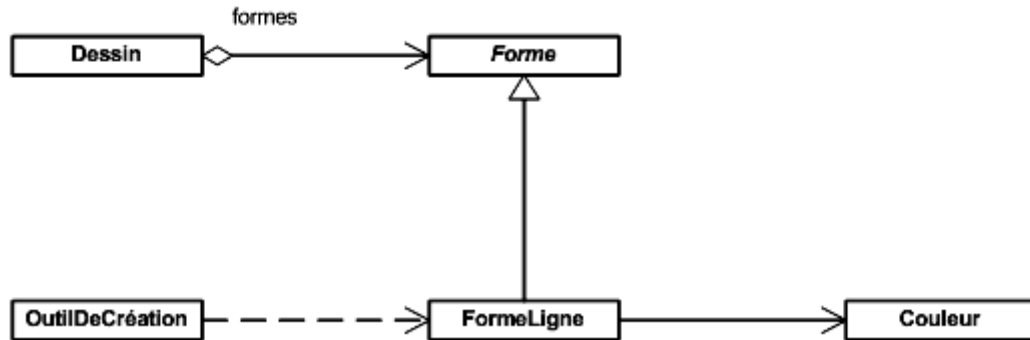 formes
Dessin
Forme
OutilDeCréation
FormeLigne
Couleur